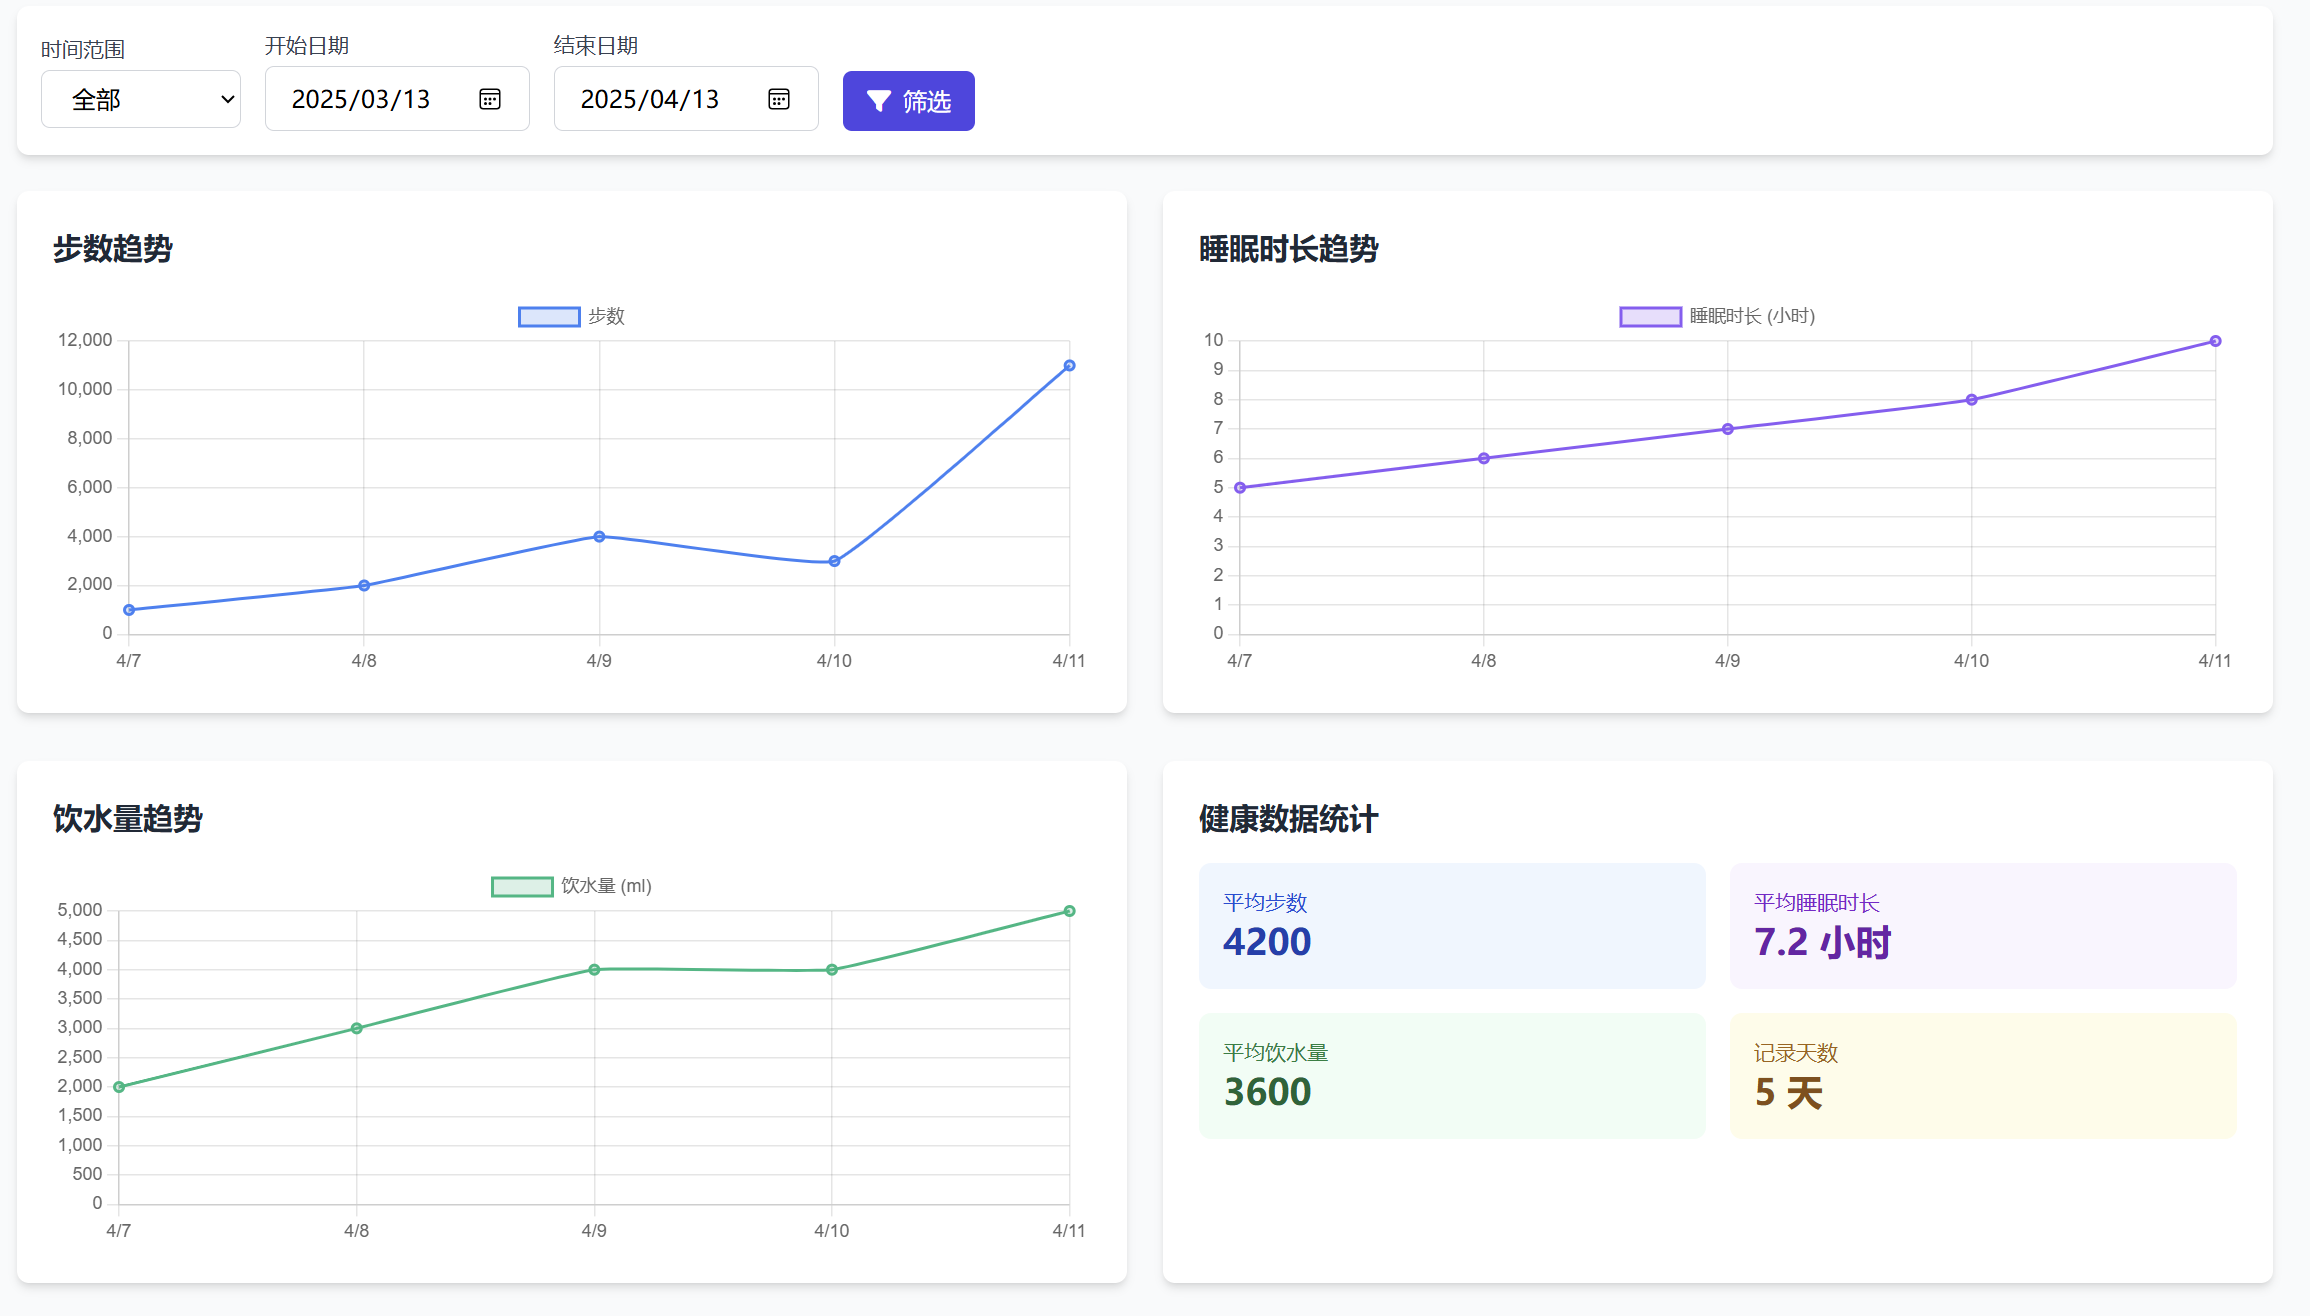 时间范围
全部
开始日期
2025/03/13
结束日期
2025/04/13
筛选
步数趋势
步数
12,000
10,000
8,000
6,000
4,000
2,000
0
4/7 4/8 4/9 4/10 4/11
睡眠时长趋势
睡眠时长 (小时)
10
9
8
7
6
5
4
3
2
1
0
4/7 4/8 4/9 4/10 4/11
饮水量趋势
饮水量 (ml)
5,000
4,500
4,000
3,500
3,000
2,500
2,000
1,500
1,000
500
0
4/7 4/8 4/9 4/10 4/11
健康数据统计
平均步数
4200
平均睡眠时长
7.2 小时
平均饮水量
3600
记录天数
5 天